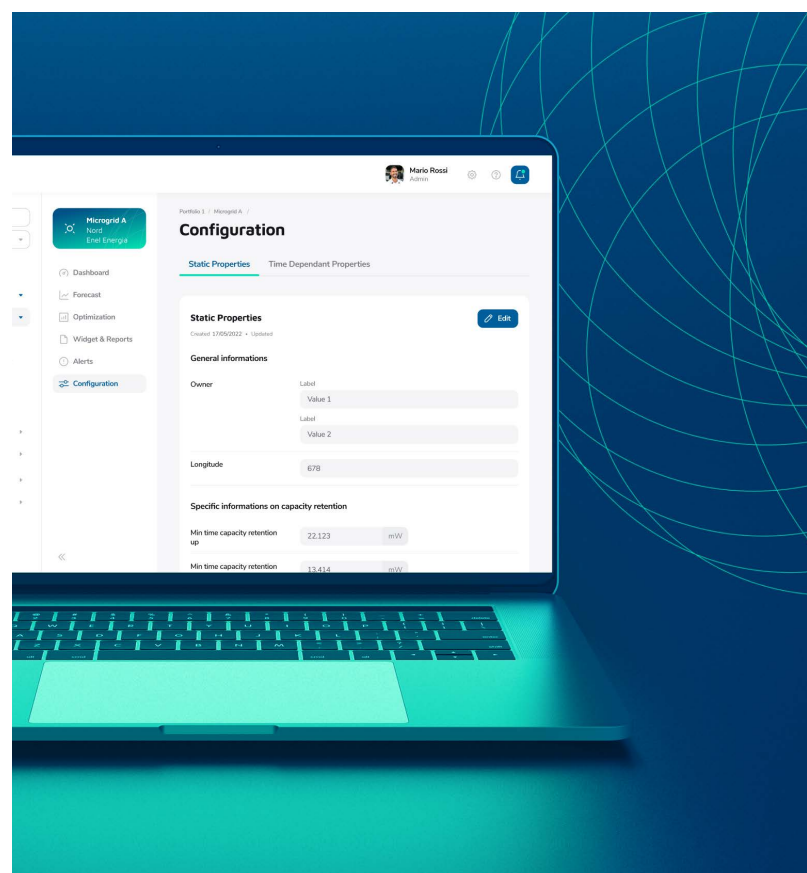 Mario Rossi
Admin
Portfolio 1 / Microgrid A /
Microgrid A
Nord
Enel Energia
Configuration
Static Properties
Time Dependant Properties
Dashboard
Forecast
Optimization
Widget & Reports
Alerts
Configuration
Static Properties
Edit
Created 17/05/2022 • Updated
General informations
Owner
Label
Value 1
Label
Value 2
Longitude
678
Specific informations on capacity retention
Min time capacity retention
up
22.123
mW
Min time capacity retention
13.414
mW